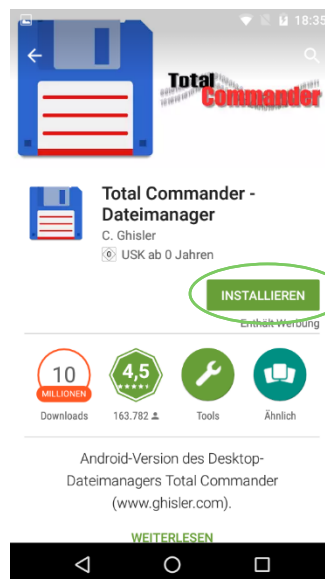 18:35
Total
Commander
Total Commander -
Dateimanager
C. Ghisler
0 USK ab 0 Jahren
INSTALLIEREN
Enthält Werbung
10
MILLIONEN
Downloads
4,5
163.782
Tools
Ähnlich
Android-Version des Desktop-
Dateimanagers Total Commander
(www.ghisler.com).
WEITERLESEN